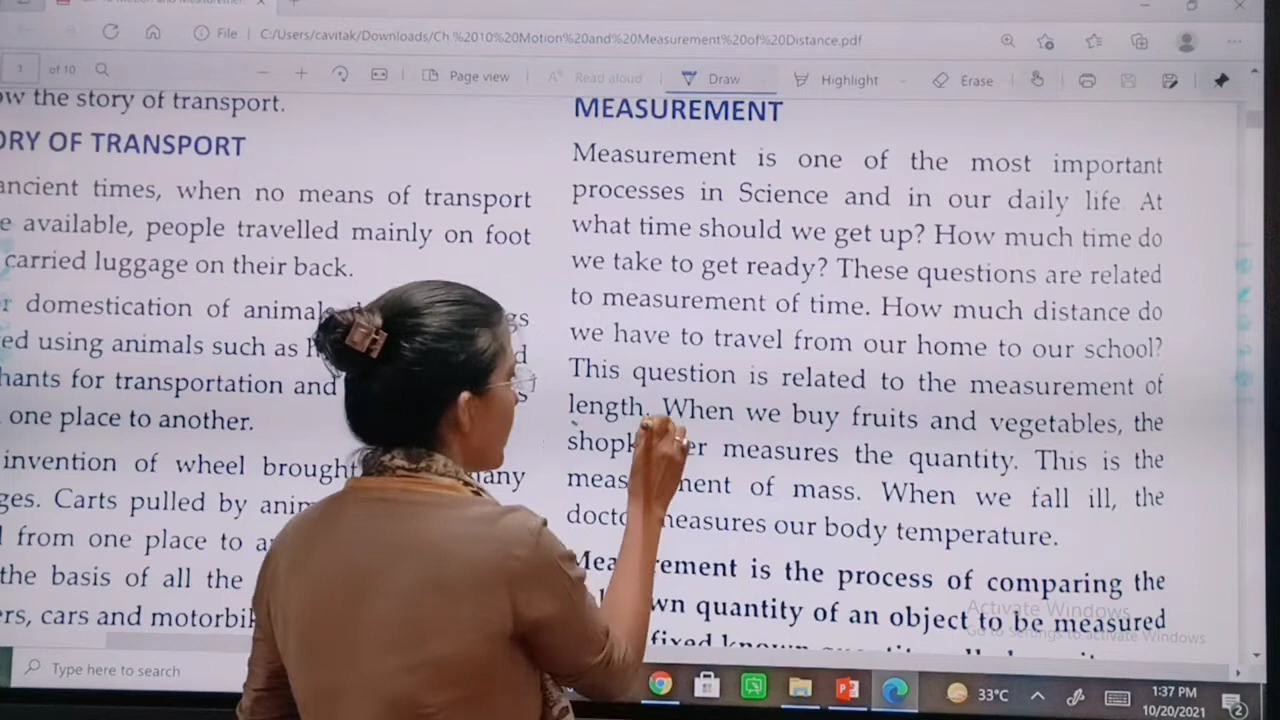 File C:/Users/cavitak/Downloads/Ch.%2010%20Motion%20and%20Measurement%20of%20Distance.pdf
1 of 10 Page view Read aloud Draw Highlight Erase
ow the story of transport.
ORY OF TRANSPORT
ancient times, when no means of transport
e available, people travelled mainly on foot
carried luggage on their back.
r domestication of animals
ed using animals such as
hants for transportation and
one place to another.
invention of wheel brought many
ges. Carts pulled by
from one place to
the basis of all the
ers, cars and
MEASUREMENT
Measurement is one of the most important
processes in Science and in our daily life. At
what time should we get up? How much time do
we take to get ready? These questions are related
to measurement of time. How much distance do
we have to travel from our home to our school?
This question is related to the measurement of
length. When we buy fruits and vegetables, the
shopk er measures the quantity. This is the
meas ment of mass. When we fall ill, the
docto measures our body temperature.
Mea rement is the process of comparing the
wn quantity of an object to be measured
fixed known
Activate Windows
Go to Settings to activate Windows.
Type here to search 33°C 1:37 PM
10/20/2021 2